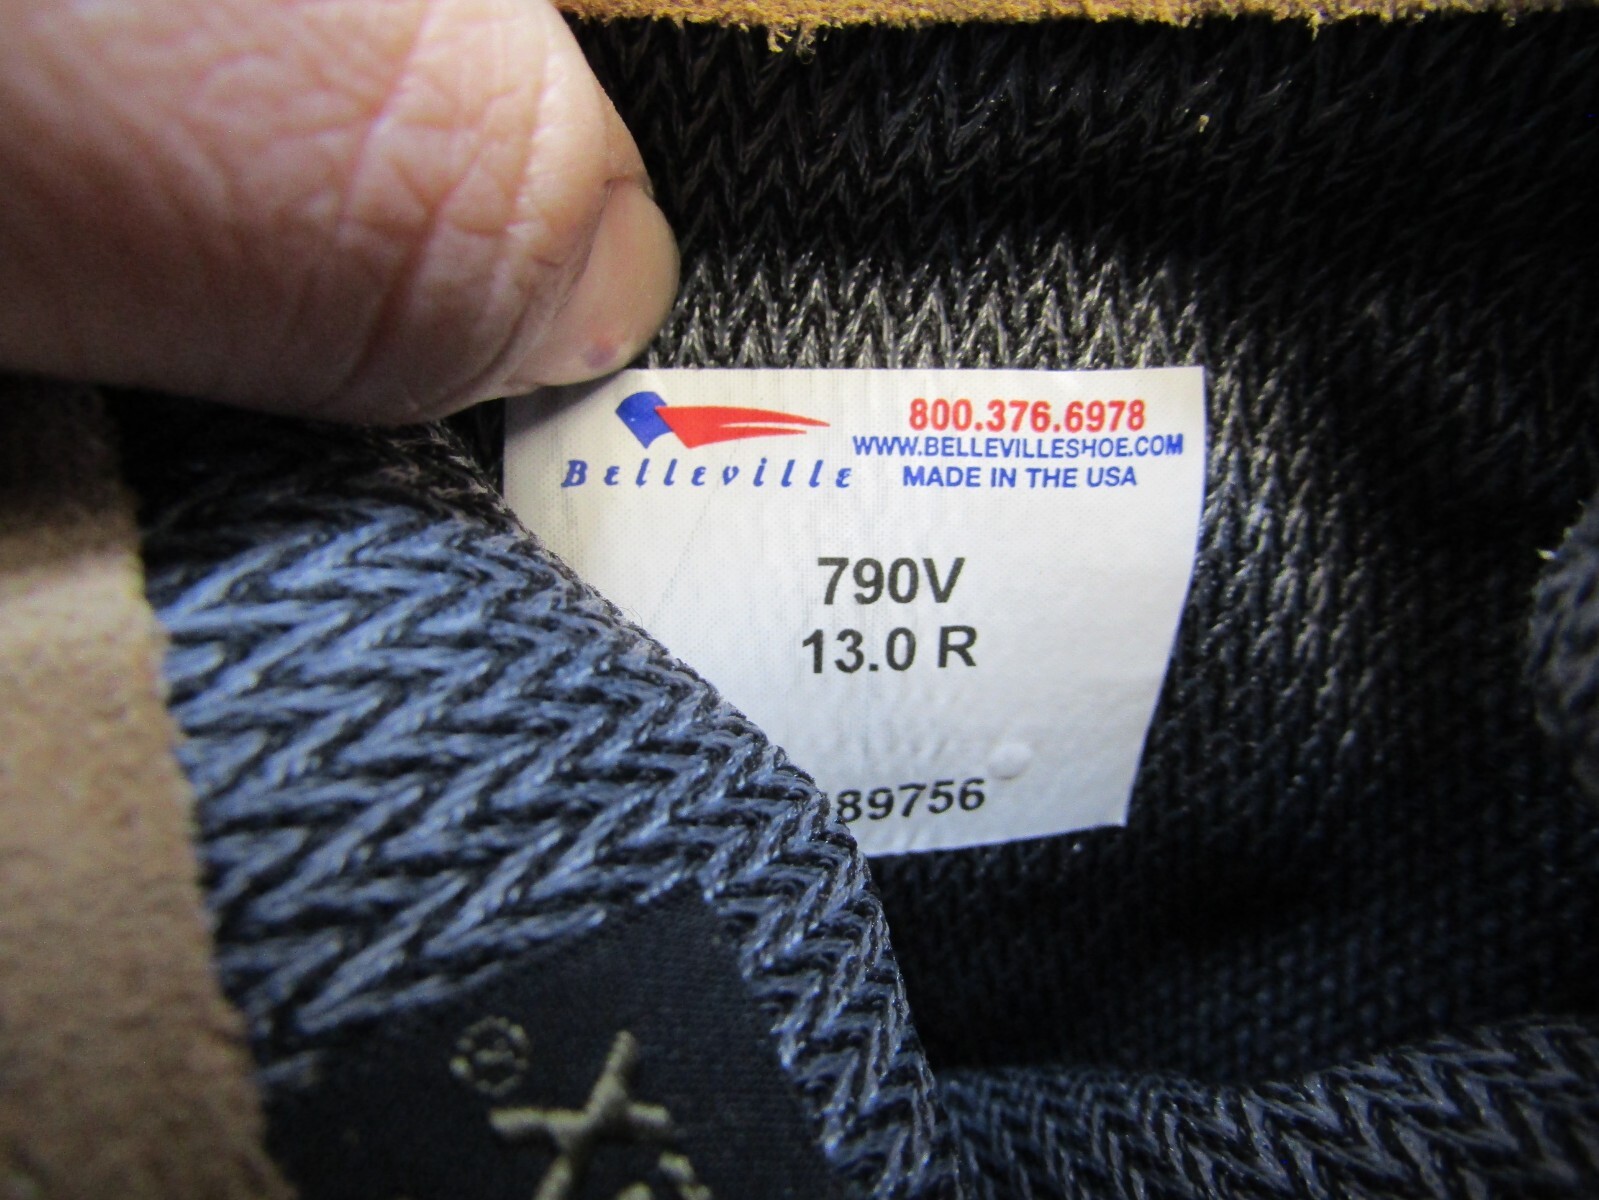 Belleville
800.376.6978
WWW.BELLEVILLESHOE.COM
MADE IN THE USA
790V
13.0 R
89756